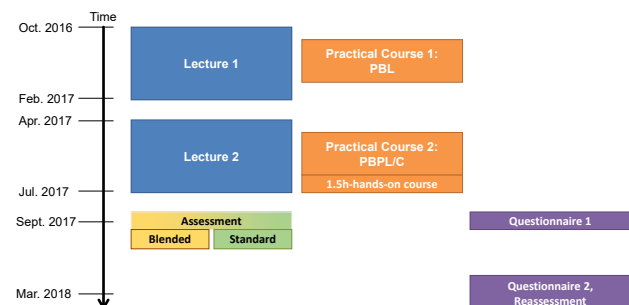 Time
Oct. 2016
Lecture 1
Practical Course 1:
PBL
Feb. 2017
Apr. 2017
Lecture 2
Practical Course 2:
PBPL/C
1.5h-hands-on course
Jul. 2017
Sept. 2017
Assessment
Blended
Standard
Questionnaire 1
Mar. 2018
Questionnaire 2,
Reassessment